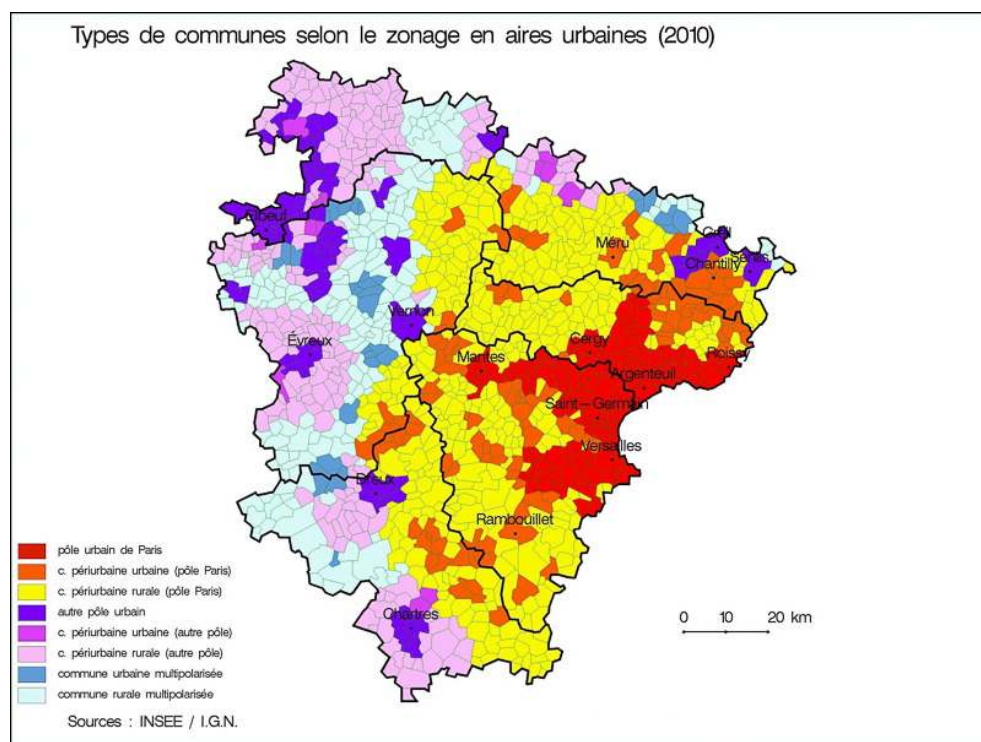 Types de communes selon le zonage en aires urbaines (2010)
Elbeuf
Méru
Creil
Senlis
Chantilly
Vernon
Évreux
Mantes
Cergy
Roissy
Argenteuil
Saint-Germain
Versailles
Dreux
Rambouillet
Chartres
pôle urbain de Paris
c. périurbaine urbaine (pôle Paris)
c. périurbaine rurale (pôle Paris)
autre pôle urbain
c. périurbaine urbaine (autre pôle)
c. périurbaine rurale (autre pôle)
commune urbaine multipolarisée
commune rurale multipolarisée
0 10 20 km
Sources : INSEE / I.G.N.